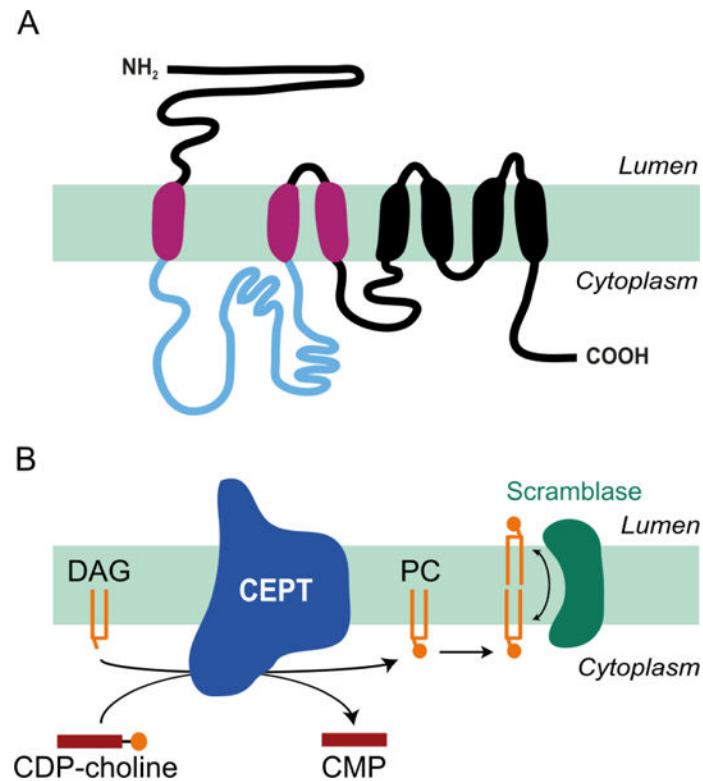 A
NH2
Lumen
Cytoplasm
COOH
B
Scramblase
Lumen
DAG
CEPT
PC
Cytoplasm
CDP-choline
CMP